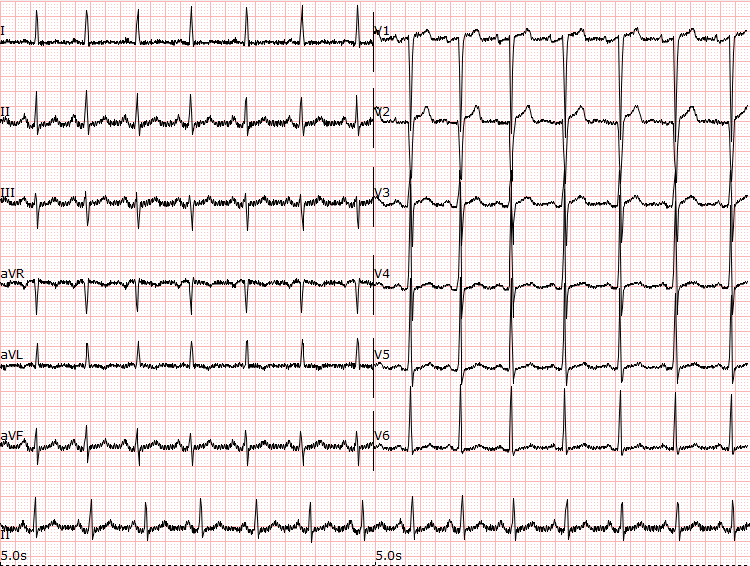 I V1
II V2
III V3
aVR V4
aVL V5
aVF V6
II
5.0s 5.0s